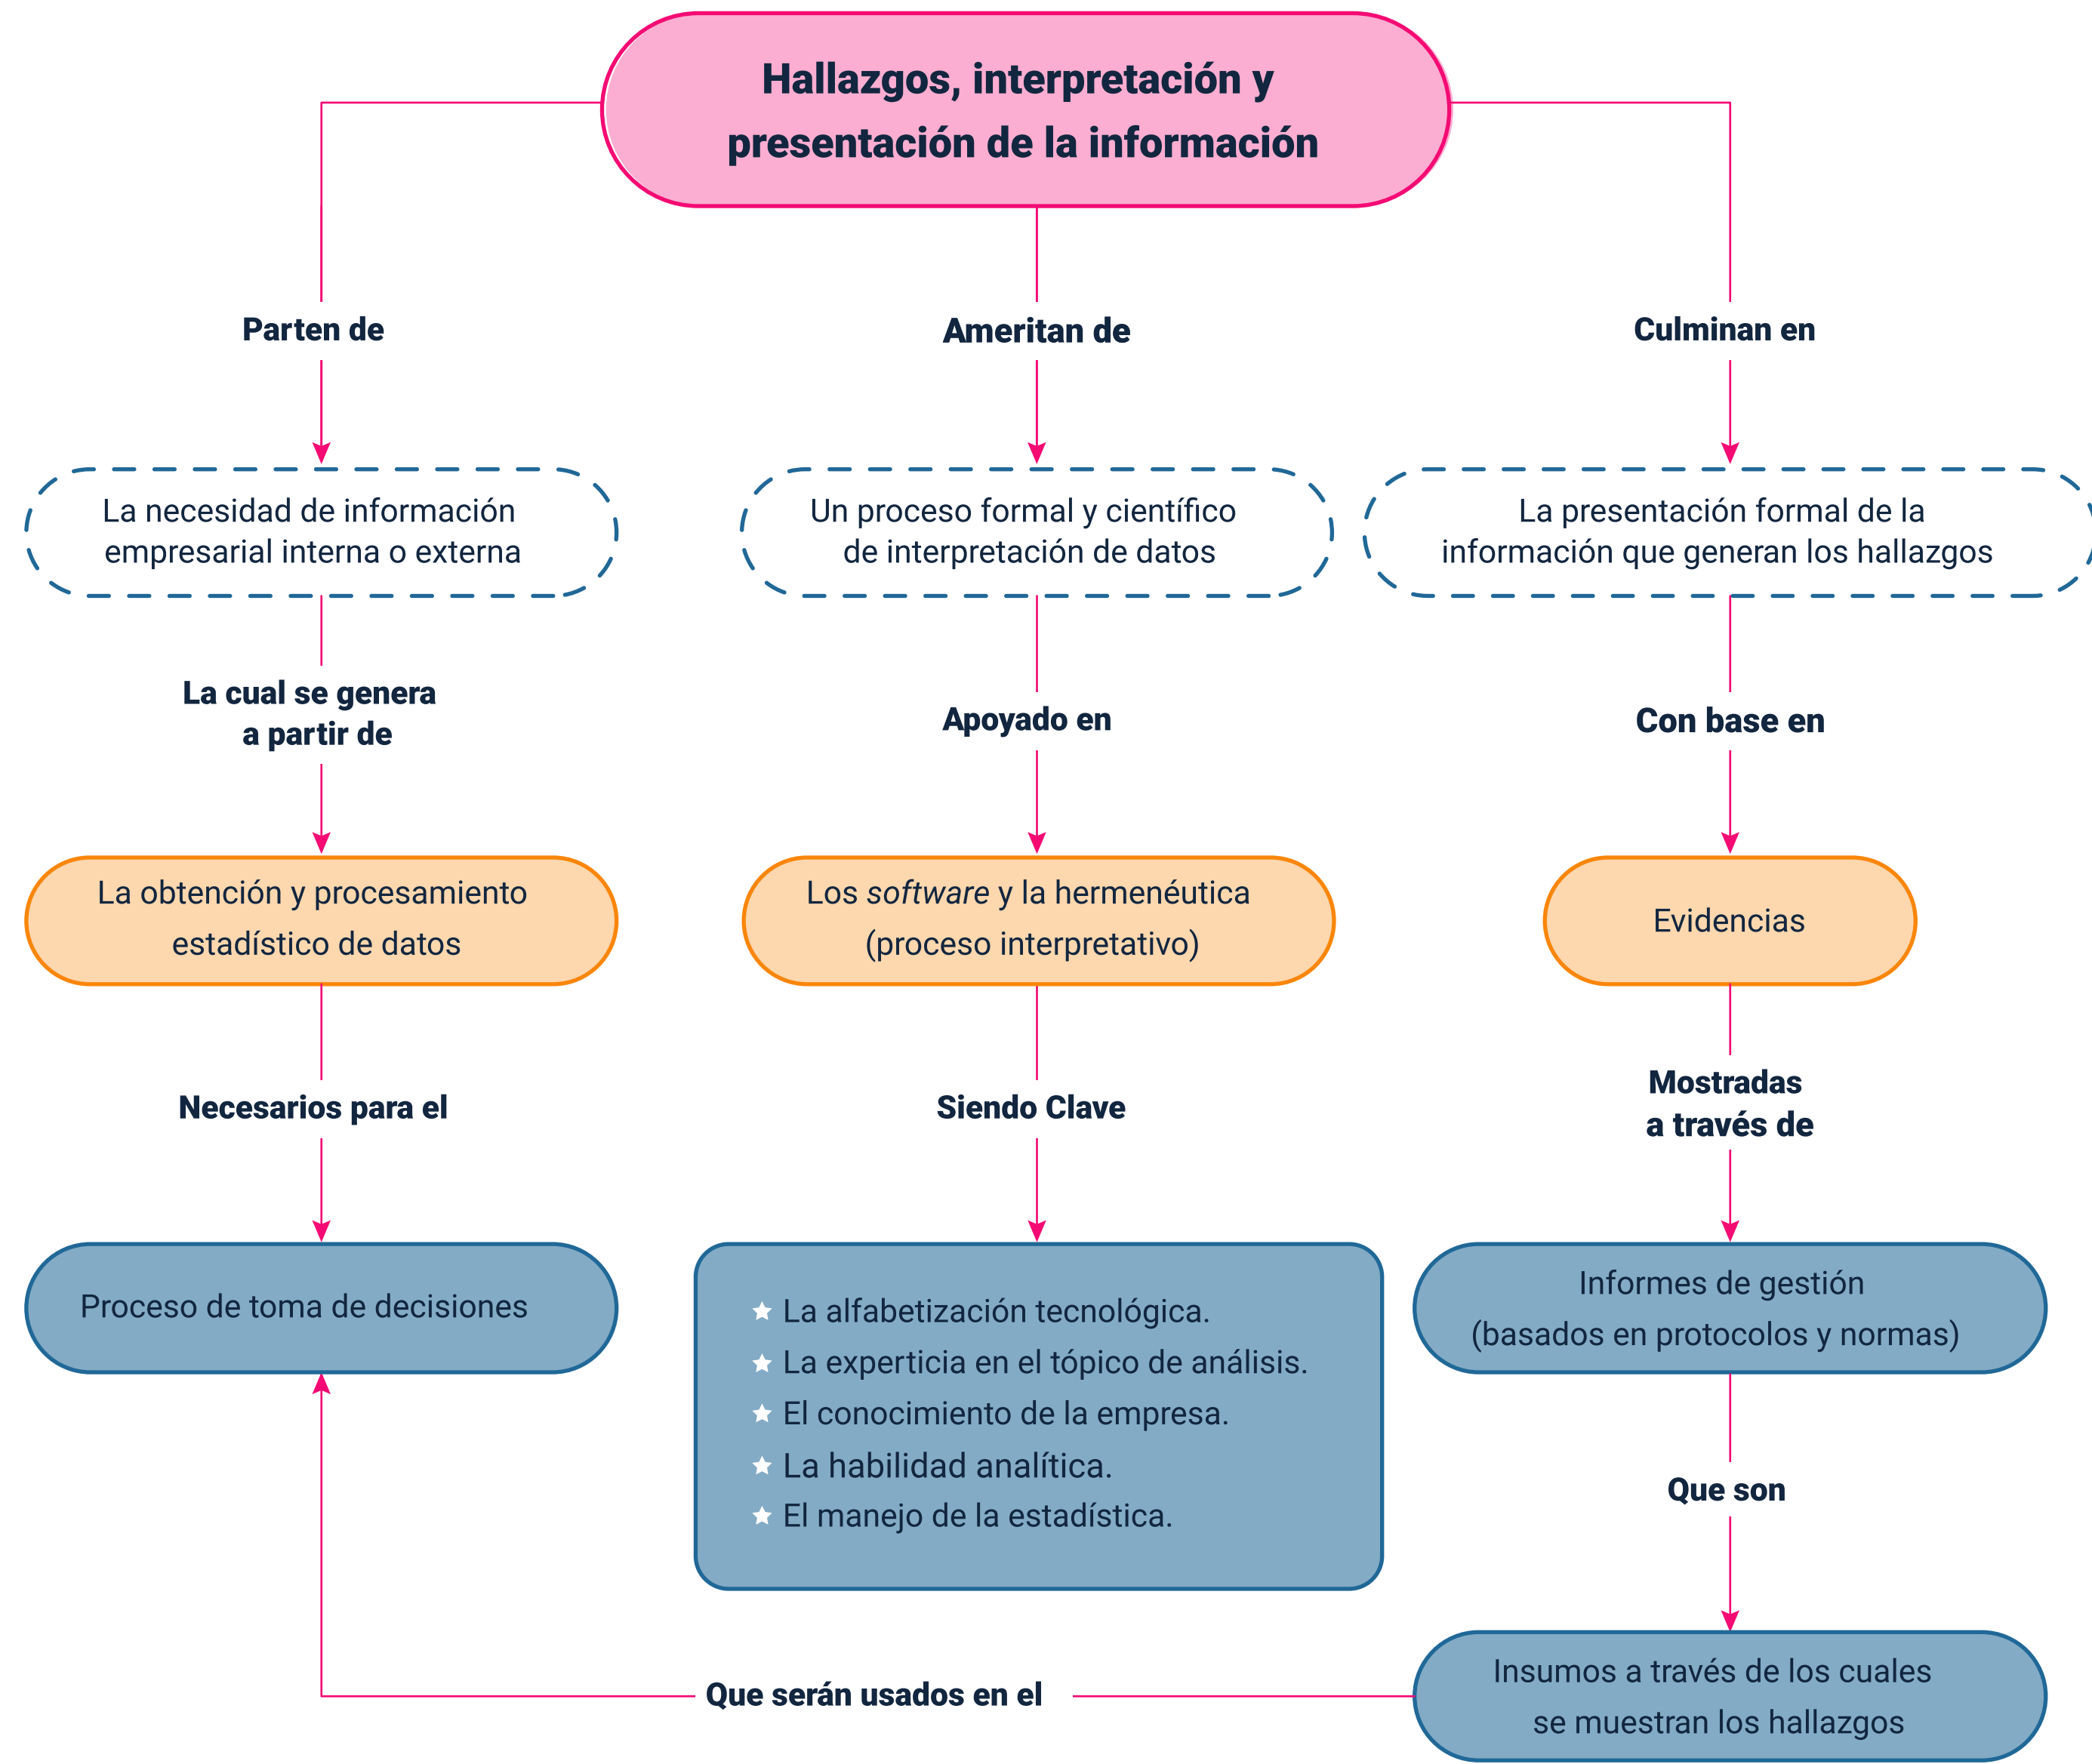 Hallazgos, interpretación y
presentación de la información
Parten de
Ameritan de
Culminan en
La necesidad de información
empresarial interna o externa
Un proceso formal y científico
de interpretación de datos
La presentación formal de la
información que generan los hallazgos
La cual se genera
a partir de
Apoyado en
Con base en
La obtención y procesamiento
estadístico de datos
Los software y la hermenéutica
(proceso interpretativo)
Evidencias
Necesarios para el
Siendo Clave
Mostradas
a través de
Proceso de toma de decisiones
La alfabetización tecnológica.
La experticia en el tópico de análisis.
El conocimiento de la empresa.
La habilidad analítica.
El manejo de la estadística.
Informes de gestión
(basados en protocolos y normas)
Que son
Insumos a través de los cuales
se muestran los hallazgos
Que serán usados en el